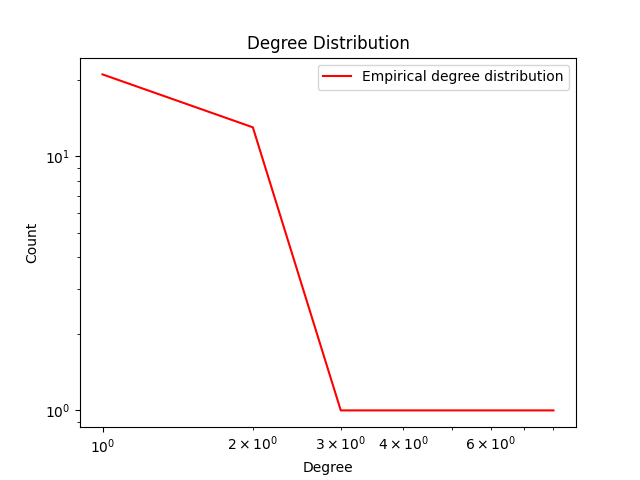 Degree Distribution
Empirical degree distribution
10¹
10⁰
Count
10⁰
2 × 10⁰
3 × 10⁰
4 × 10⁰
6 × 10⁰
Degree